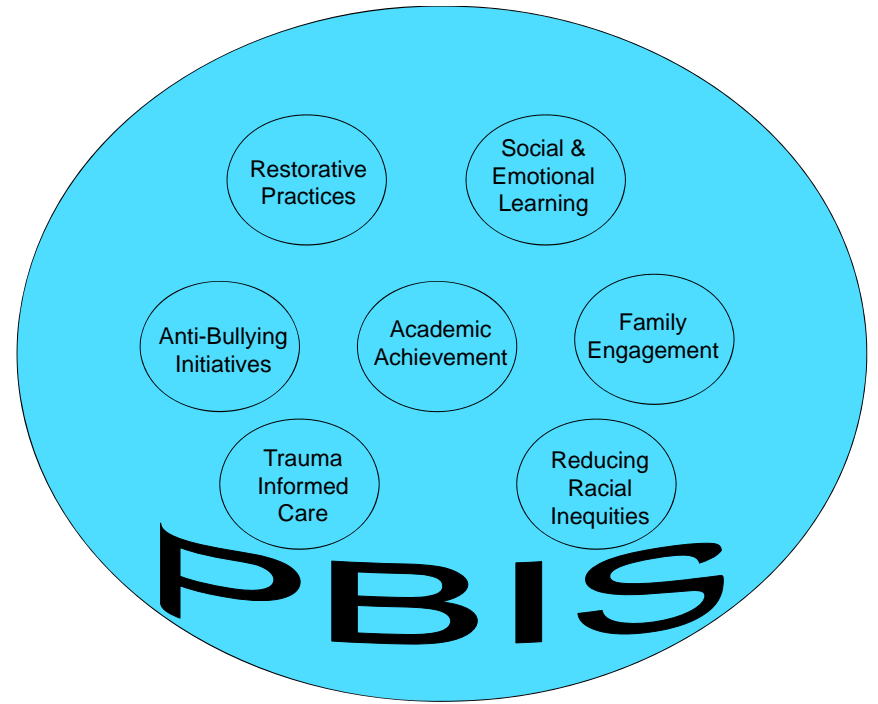 Restorative
Practices
Social &
Emotional
Learning
Anti-Bullying
Initiatives
Academic
Achievement
Family
Engagement
Trauma
Informed
Care
Reducing
Racial
Inequities
PBIS